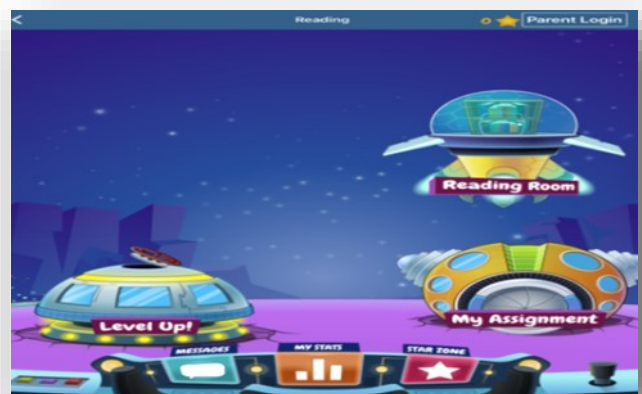 Reading
0
Parent Login
Reading Room
Level Up!
My Assignment
MESSAGES
MY STATS
STAR ZONE